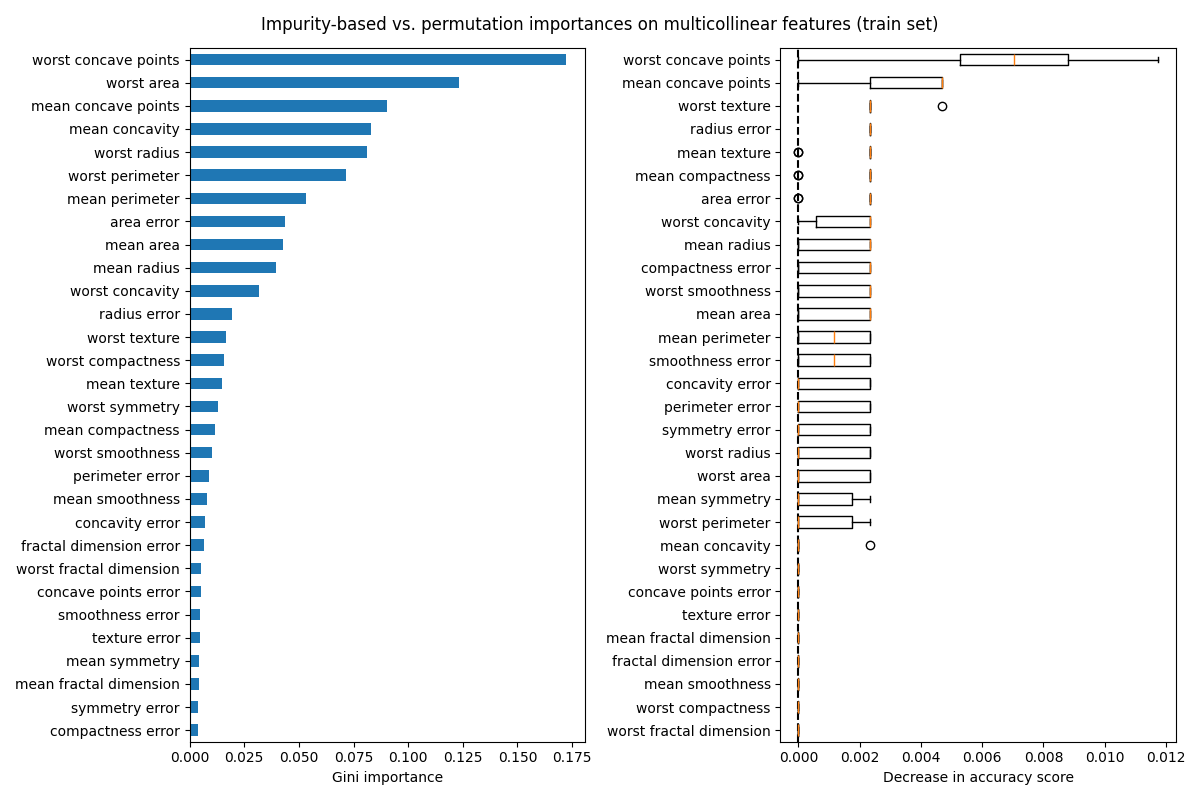 Impurity-based vs. permutation importances on multicollinear features (train set)
worst concave points
worst area
mean concave points
mean concavity
worst radius
worst perimeter
mean perimeter
area error
mean area
mean radius
worst concavity
radius error
worst texture
worst compactness
mean texture
worst symmetry
mean compactness
worst smoothness
perimeter error
mean smoothness
concavity error
fractal dimension error
worst fractal dimension
concave points error
smoothness error
texture error
mean symmetry
mean fractal dimension
symmetry error
compactness error
0.000 0.025 0.050 0.075 0.100 0.125 0.150 0.175
Gini importance
worst concave points
mean concave points
worst texture
radius error
mean texture
mean compactness
area error
worst concavity
mean radius
compactness error
worst smoothness
mean area
mean perimeter
smoothness error
concavity error
perimeter error
symmetry error
worst radius
worst area
mean symmetry
worst perimeter
mean concavity
worst symmetry
concave points error
texture error
mean fractal dimension
fractal dimension error
mean smoothness
worst compactness
worst fractal dimension
0.000 0.002 0.004 0.006 0.008 0.010 0.012
Decrease in accuracy score